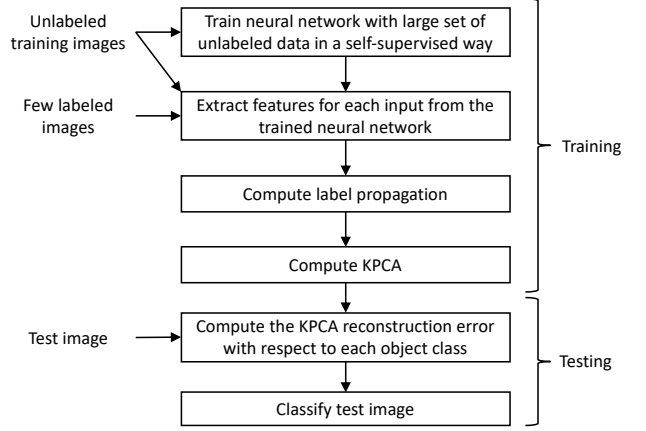 Unlabeled
training images
Train neural network with large set of
unlabeled data in a self-supervised way
Few labeled
images
Extract features for each input from the
trained neural network
Training
Compute label propagation
Compute KPCA
Test image
Compute the KPCA reconstruction error
with respect to each object class
Testing
Classify test image